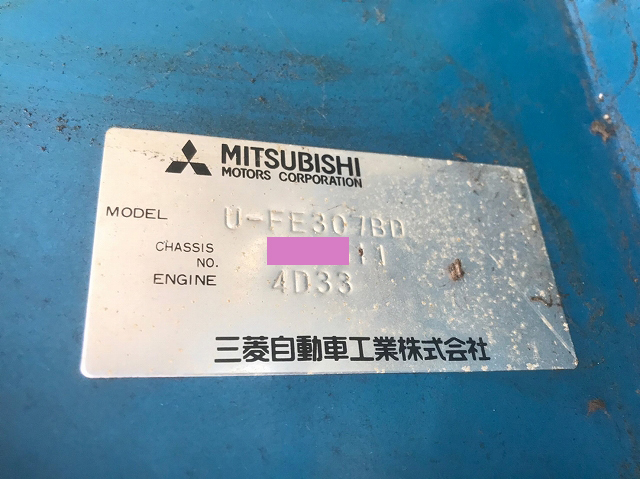 MITSUBISHI
MOTORS CORPORATION
MODEL U-FE307BD
CHASSIS NO. 11
ENGINE 4D33
三菱自動車工業株式会社